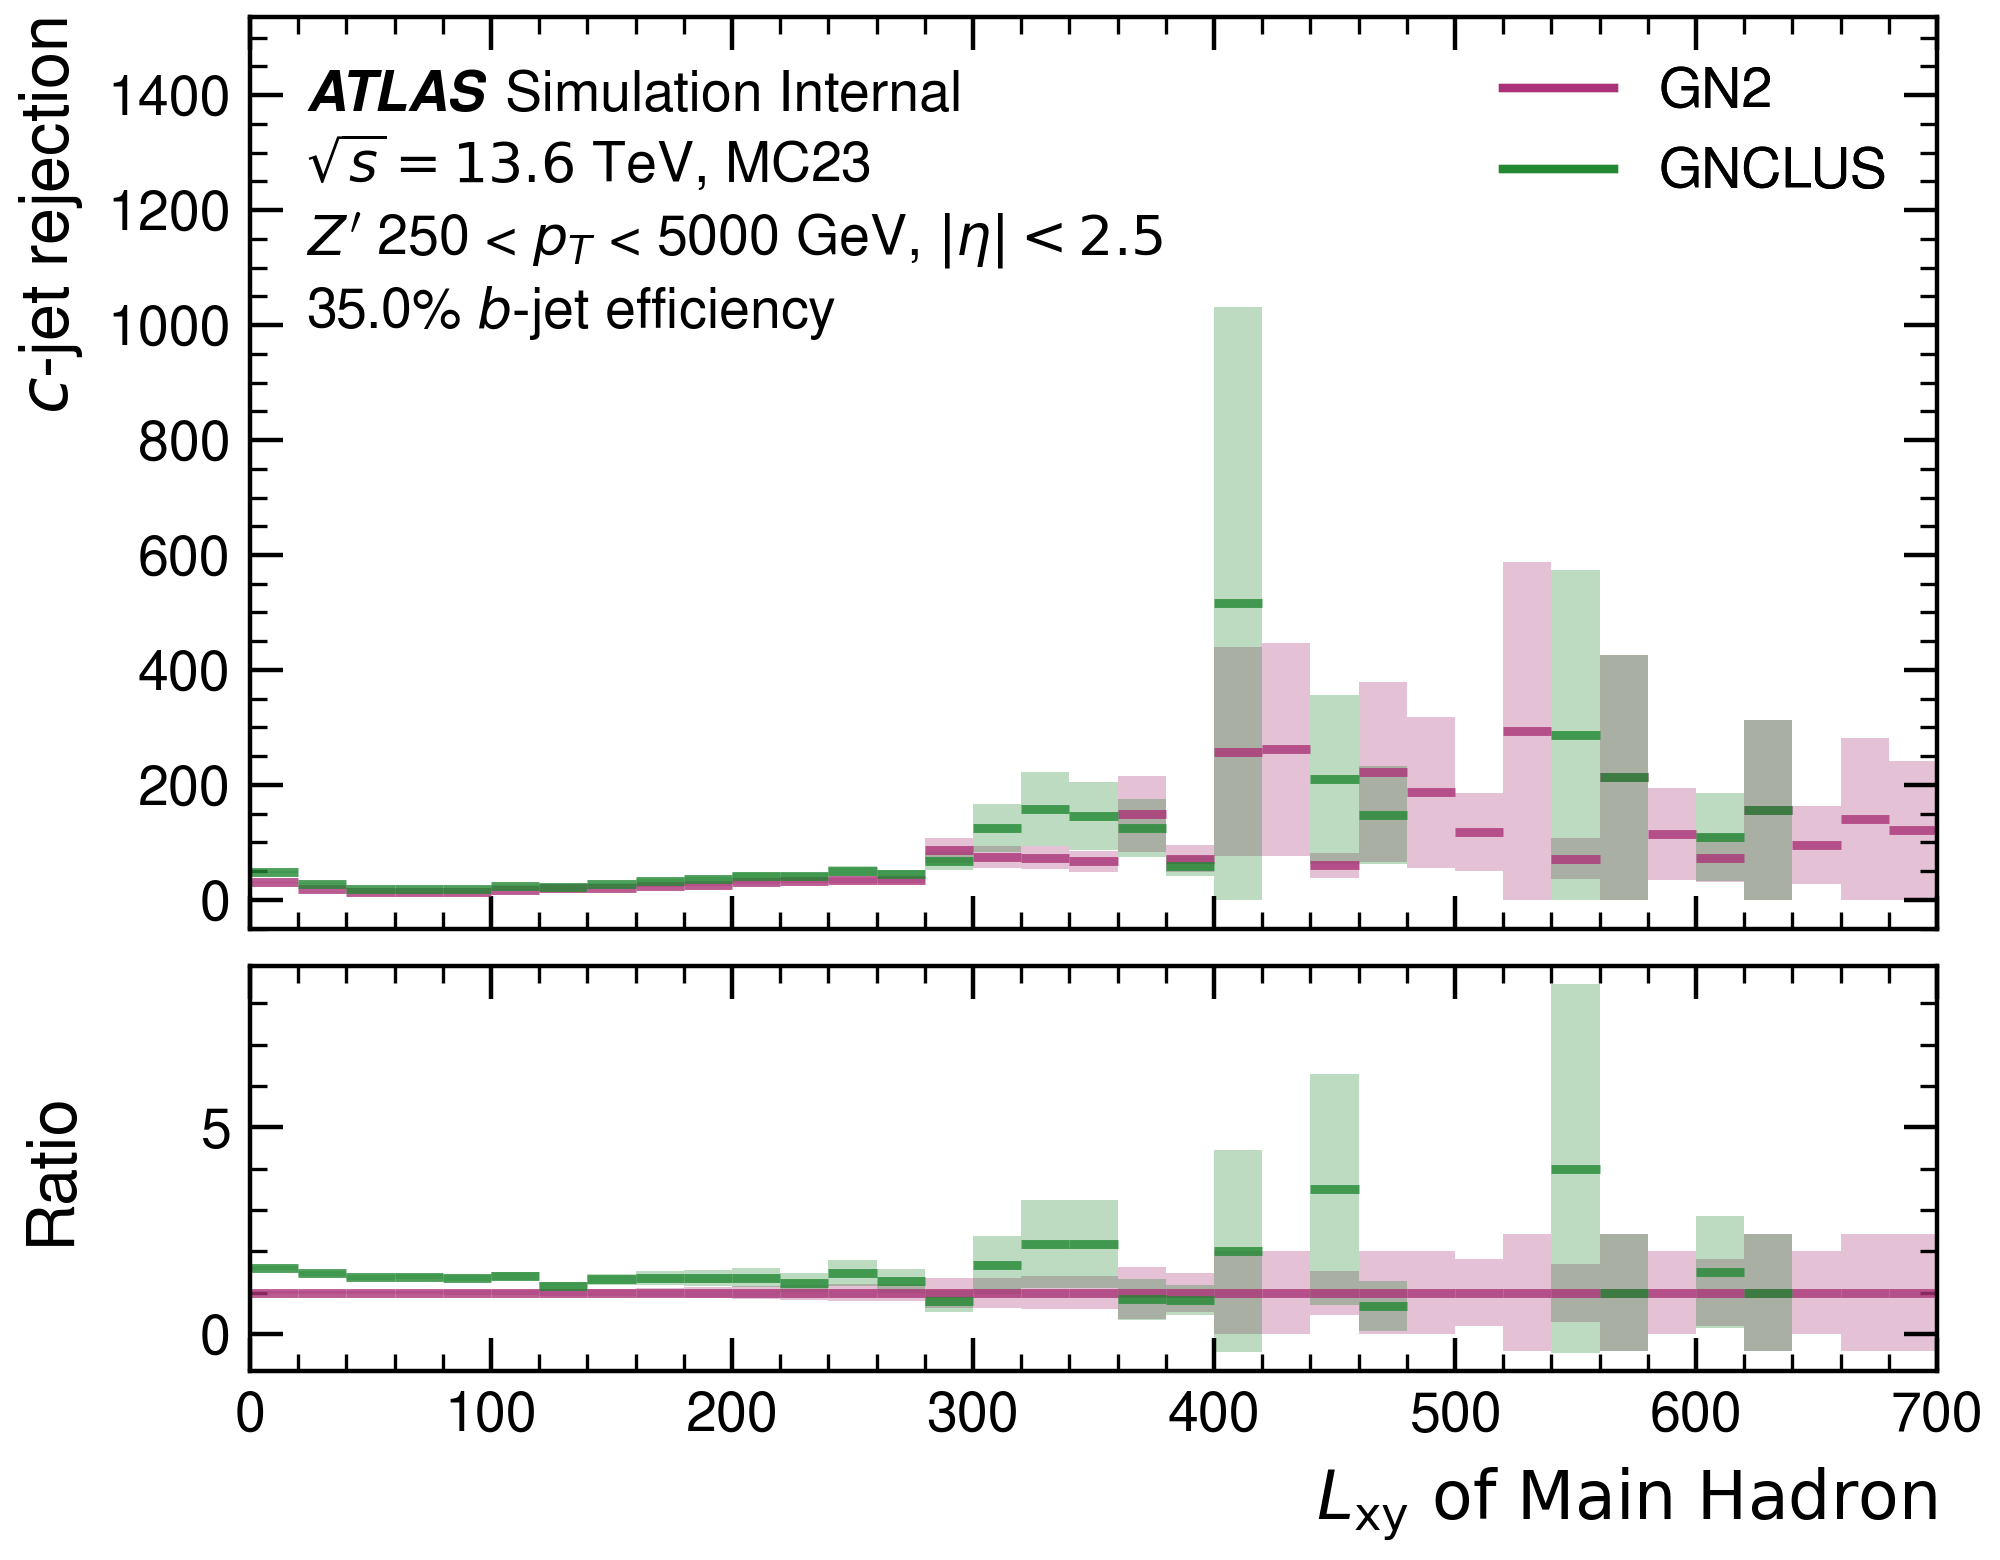 c-jet rejection
1400
1200
1000
800
600
400
200
0
ATLAS Simulation Internal
√s = 13.6 TeV, MC23
Z′ 250 < pT < 5000 GeV, |η| < 2.5
35.0% b-jet efficiency
GN2
GNCLUS
Ratio
5
0
0 100 200 300 400 500 600 700
Lxy of Main Hadron